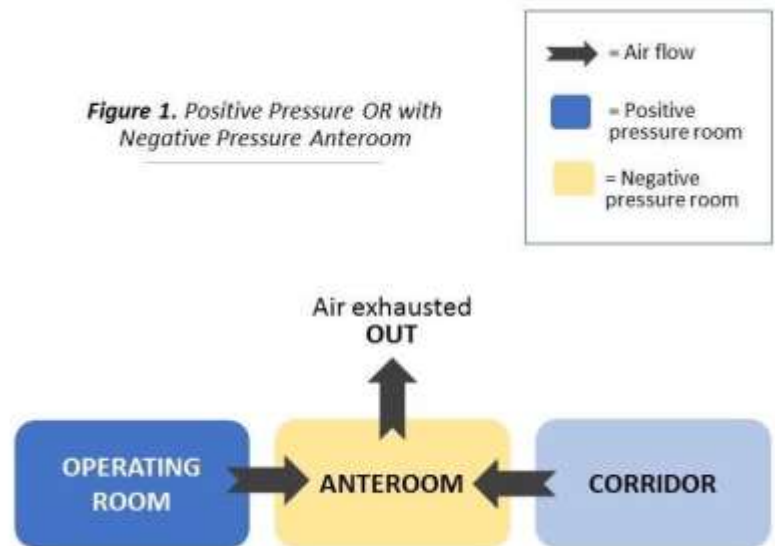 Figure 1. Positive Pressure OR with
Negative Pressure Anteroom
= Air flow
= Positive
pressure room
= Negative
pressure room
Air exhausted
OUT
OPERATING
ROOM
ANTEROOM
CORRIDOR